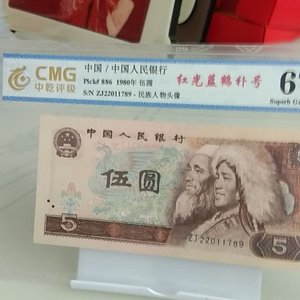 CMG
中乾评级
中国 / 中国人民银行
Pick# 886 1980年 伍圆
S/N ZJ22011789 - 民族人物头像
红光蓝鹤补号
6
Superb G
中国人民银行
伍圆
ZJ22011789
5
5